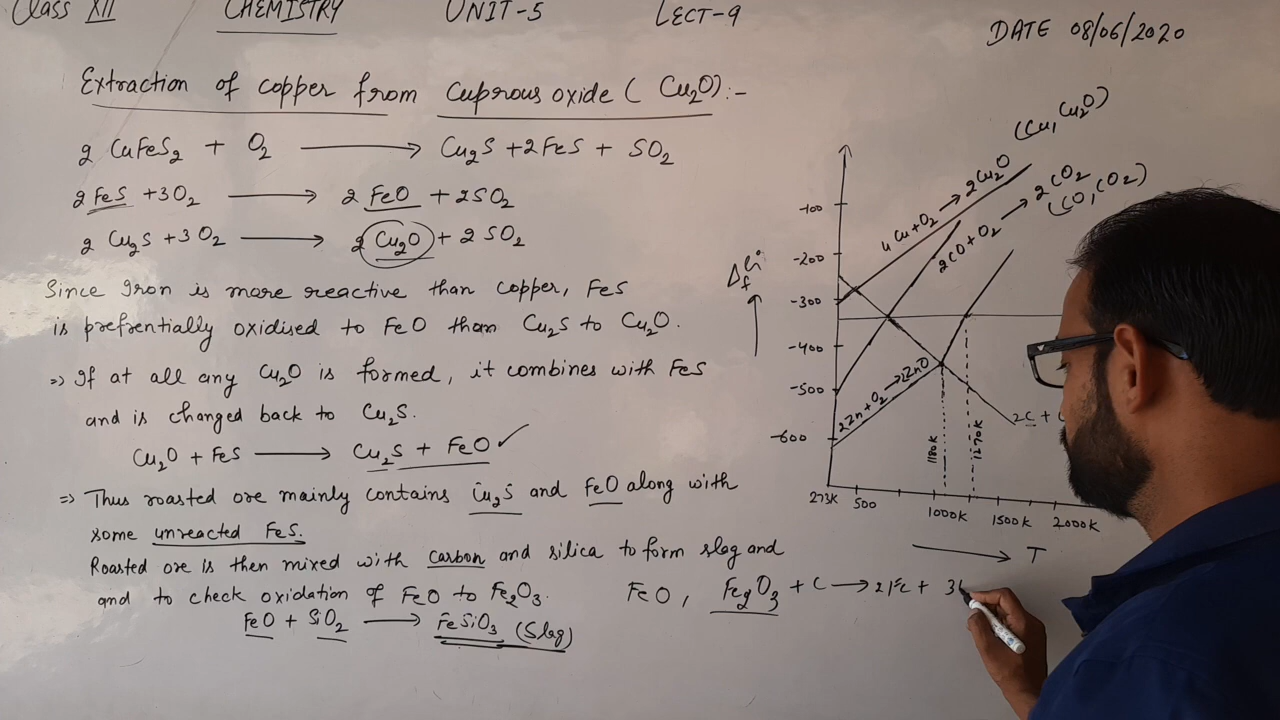 Class XII CHEMISTRY UNIT-5 LECT-9
DATE 08/06/2020
Extraction of copper from cuprous oxide ( Cu₂O):-
2 CuFeS₂ + O₂ ⟶ Cu₂S + 2FeS + SO₂
2 FeS + 3O₂ ⟶ 2 FeO + 2SO₂
2 Cu₂S + 3O₂ ⟶ 2 Cu₂O + 2 SO₂
Since Iron is more reactive than copper, FeS
is prefrentially oxidised to FeO than Cu₂S to Cu₂O.
=> If at all any Cu₂O is formed, it combines with FeS
and is changed back to Cu₂S.
Cu₂O + FeS ⟶ Cu₂S + FeO ✓
=> Thus roasted ore mainly contains Cu₂S and FeO along with
some unreacted FeS.
Roasted ore is then mixed with carbon and silica to form slag and
and to check oxidation of FeO to Fe₂O₃.
FeO + SiO₂ ⟶ FeSiO₃ (Slag)
FeO, Fe₂O₃ + C ⟶ 2Fe + 3
(Cu, Cu₂O)
4 Cu + O₂ → 2 Cu₂O
2CO + O₂ → 2CO₂
(CO, CO₂)
2Zn + O₂ → 2ZnO
2C +
-100
-200
-300
-400
-500
-600
1180K
1270K
273K 500 1000K 1500K 2000K
T